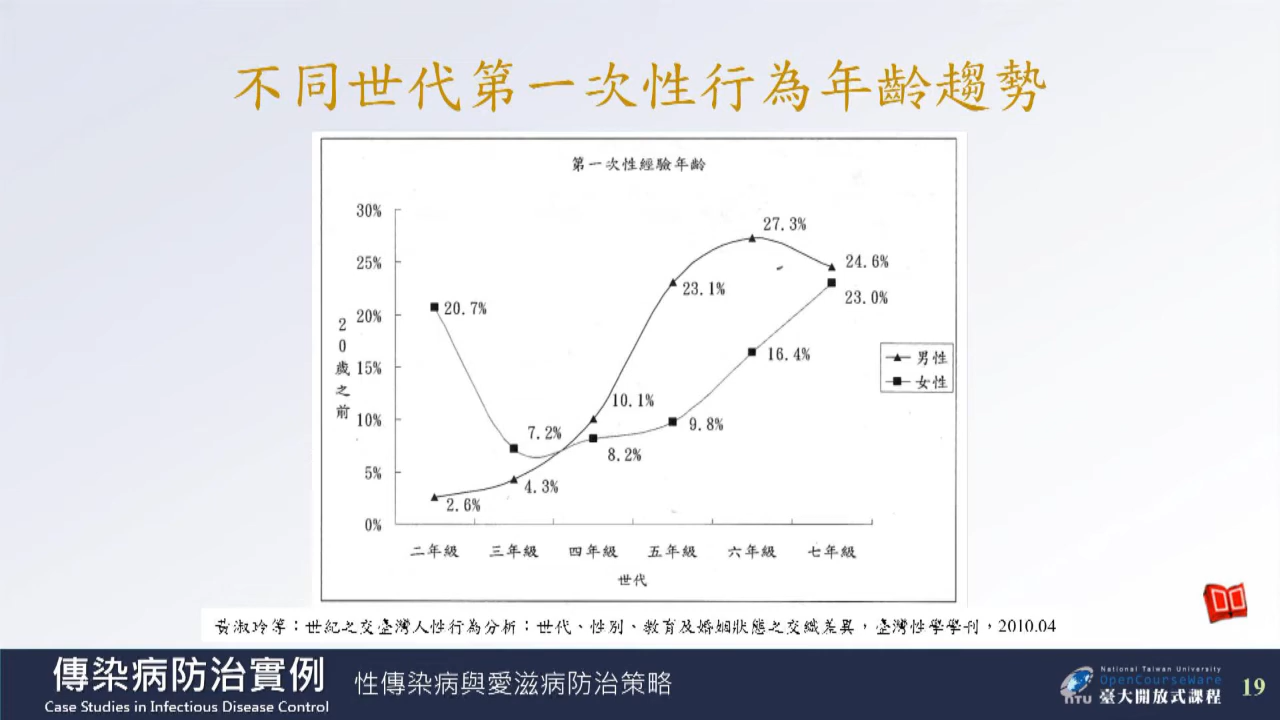 不同世代第一次性行為年齡趨勢
第一次性經驗年齡
30%
25%
20%
15%
10%
5%
0%
20歲之前
20.7%
7.2%
8.2%
9.8%
16.4%
23.0%
2.6%
4.3%
10.1%
23.1%
27.3%
24.6%
男性
女性
二年級 三年級 四年級 五年級 六年級 七年級
世代
黃淑玲等：世紀之交臺灣人性行為分析：世代、性別、教育及婚姻狀態之交織差異，臺灣性學學刊，2010.04
傳染病防治實例
Case Studies in Infectious Disease Control
性傳染病與愛滋病防治策略
National Taiwan University
OpenCourseWare
NTU 臺大開放式課程
19